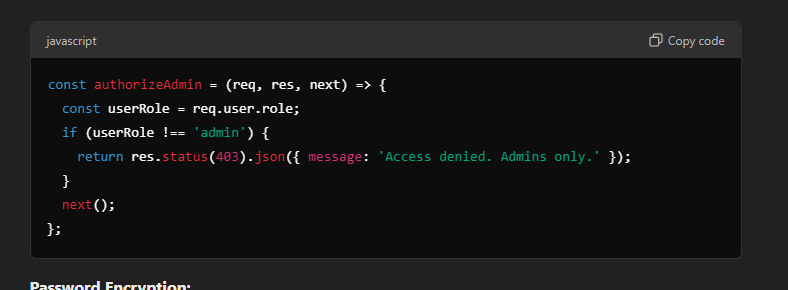 javascript
Copy code
const authorizeAdmin = (req, res, next) => {
  const userRole = req.user.role;
  if (userRole !== 'admin') {
    return res.status(403).json({ message: 'Access denied. Admins only.' });
  }
  next();
};
Password Encryption: